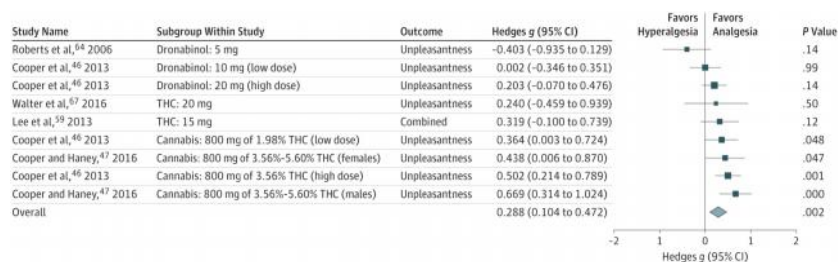 Favors Favors
Study Name Subgroup Within Study Outcome Hedges g (95% CI) Hyperalgesia Analgesia P Value
Roberts et al,64 2006 Dronabinol: 5 mg Unpleasantness -0.403 (-0.935 to 0.129) .14
Cooper et al,46 2013 Dronabinol: 10 mg (low dose) Unpleasantness 0.002 (-0.346 to 0.351) .99
Cooper et al,46 2013 Dronabinol: 20 mg (high dose) Unpleasantness 0.203 (-0.070 to 0.476) .14
Walter et al,67 2016 THC: 20 mg Unpleasantness 0.240 (-0.459 to 0.939) .50
Lee et al,59 2013 THC: 15 mg Combined 0.319 (-0.100 to 0.739) .12
Cooper et al,46 2013 Cannabis: 800 mg of 1.98% THC (low dose) Unpleasantness 0.364 (0.003 to 0.724) .048
Cooper and Haney,47 2016 Cannabis: 800 mg of 3.56%-5.60% THC (females) Unpleasantness 0.438 (0.006 to 0.870) .047
Cooper et al,46 2013 Cannabis: 800 mg of 3.56% THC (high dose) Unpleasantness 0.502 (0.214 to 0.789) .001
Cooper and Haney,47 2016 Cannabis: 800 mg of 3.56%-5.60% THC (males) Unpleasantness 0.669 (0.314 to 1.024) .000
Overall 0.288 (0.104 to 0.472) .002
-2 1 0 1 2
Hedges g (95% CI)